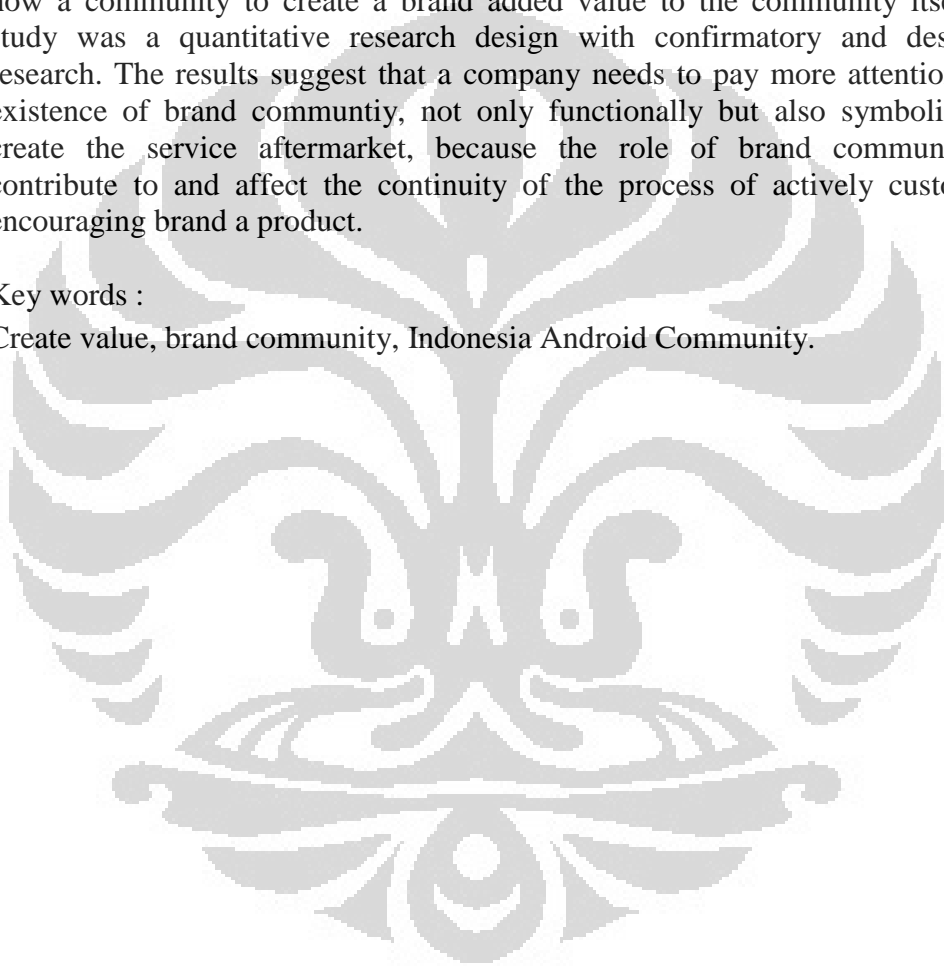 how a community to create a brand added value to the community itse
study was a quantitative research design with confirmatory and des
research. The results suggest that a company needs to pay more attentio
existence of brand communtiy, not only functionally but also symboli
create the service aftermarket, because the role of brand commun
contribute to and affect the continuity of the process of actively custo
encouraging brand a product.
Key words :
Create value, brand community, Indonesia Android Community.